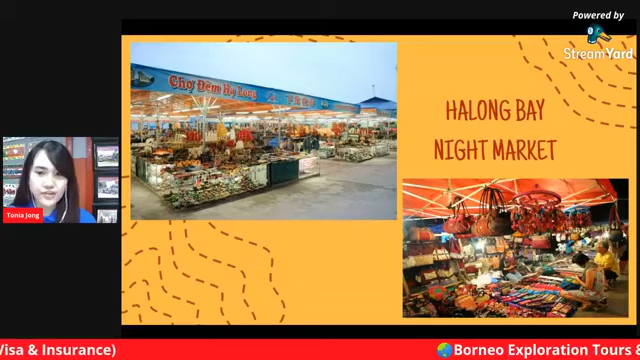 Powered by
StreamYard
Chợ Đêm Hạ Long
HALONG BAY
NIGHT MARKET
Tonia Jong
Visa & Insurance)
🌏Borneo Exploration Tours &